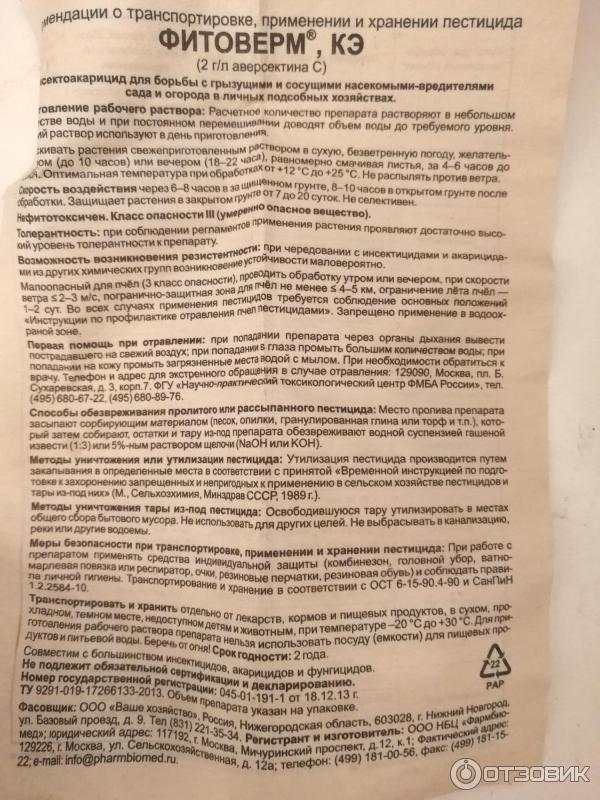 мендации о транспортировке, применении и хранении пестицида
ФИТОВЕРМ®, КЭ
(2 г/л аверсектина С)
сектоакарицид для борьбы с грызущими и сосущими насекомыми-вредителями
сада и огорода в личных подсобных хозяйствах.
отовление рабочего раствора: Расчетное количество препарата растворяют в небольшом
стве воды и при постоянном перемешивании доводят объем воды до требуемого уровня.
ий раствор используют в день приготовления.
скивать растения свежеприготовленным раствором в сухую, безветренную погоду, желатель-
ром (до 10 часов) или вечером (18–22 часа), равномерно смачивая листья, за 4–6 часов до
я. Оптимальная температура при обработках от +12°С до +25°С. Не распылять против ветра.
Скорость воздействия через 6–8 часов в защищенном грунте, 8–10 часов в открытом грунте после
обработки. Защищает растения в закрытом грунте от 7 до 20 суток. Не селективен.
Нефитотоксичен. Класс опасности III (умеренно опасное вещество).
Толерантность: при соблюдении регламентов применения растения проявляют достаточно высо-
кий уровень толерантности к препарату.
Возможность возникновения резистентности: при чередовании с инсектицидами и акарицида-
ми из других химических групп возникновение устойчивости маловероятно.
Малоопасный для пчёл (3 класс опасности), проводить обработку утром или вечером, при скорости
ветра ≤ 2–3 м/с, погранично-защитная зона для пчёл не менее ≤ 4–5 км, ограничение лёта пчёл —
1–2 сут. Во всех случаях применения пестицидов требуется соблюдение основных положений
«Инструкции по профилактике отравления пчел пестицидами». Запрещено применение в водоох-
раной зоне.
Первая помощь при отравлении: при попадании препарата через органы дыхания вывести
пострадавшего на свежий воздух; при попадании в глаза промыть большим количеством воды; при
попадании на кожу промыть загрязненные места водой с мылом. При необходимости обратиться к
врачу. Телефон и адрес для экстренного обращения в случае отравления: 129090, Москва, пл. Б.
Сухаревская, д. 3, корп.7. ФГУ «Научно-практический токсикологический центр ФМБА России», тел.
(495) 680-67-22, (495) 680-89-76.
Способы обезвреживания пролитого или рассыпанного пестицида: Место пролива препарата
засыпают сорбирующим материалом (песок, опилки, гранулированная глина или торф и т.п.), кото-
рый затем собирают, остатки и тару из-под препарата обезвреживают водной суспензией гашеной
извести (1:3) или 5%-ным раствором щелочи (NaOH или KOH).
Методы уничтожения или утилизации пестицида: Утилизация пестицида производится путем
закапывания в определенные места в соответствии с принятой «Временной инструкцией по подго-
товке к захоронению запрещенных и непригодных к применению в сельском хозяйстве пестицидов и
тары из-под них» (М., Сельхозхимия, Минздрав СССР, 1989 г.).
Методы уничтожения тары из-под пестицида: Освободившуюся тару утилизировать в местах
общего сбора бытового мусора. Не использовать для других целей. Не выбрасывать в канализацию,
реки или другие водоемы.
Меры безопасности при транспортировке, применении и хранении пестицида: При работе с
препаратом применять средства индивидуальной защиты (комбинезон, головной убор, ватно-
марлевая повязка или респиратор, очки, резиновые перчатки, резиновая обувь) и соблюдать прави-
ла личной гигиены. Транспортирование и хранение в соответствии с ОСТ 6-15-90.4-90 и СанПиН
1.2.2584-10.
Транспортировать и хранить отдельно от лекарств, кормов и пищевых продуктов, в сухом, про-
хладном, темном месте, недоступном детям и животным, при температуре –20°С до +30°С. Для при-
готовления рабочего раствора препарата нельзя использовать посуду (емкости) для пищевых про-
дуктов и питьевой воды. Беречь от огня! Срок годности: 2 года.
Совместим с большинством инсектицидов, акарицидов и фунгицидов.
Не подлежит обязательной сертификации и декларированию.
Номер государственной регистрации: 045-01-191-1 от 18.12.13 г.
ТУ 9291-019-17266133-2013. Объем препарата указан на упаковке.
22
PAP
Фасовщик: ООО «Ваше хозяйство», Россия, Нижегородская область, 603028, г. Нижний Новгород,
ул. Базовый проезд, д. 9. Тел (831) 221-35-34. Регистрант и изготовитель: ООО НБЦ «Фармбио-
мед»; юридический адрес: 117192, г. Москва, Мичуринский проспект, д.12, к.1; Фактический адрес:
129226, г. Москва, ул. Сельскохозяйственная, д. 12а; телефон: (499) 181-00-56, факс: (499) 181-15-
22; e-mail: info@pharmbiomed.ru
ОТЗОВИК